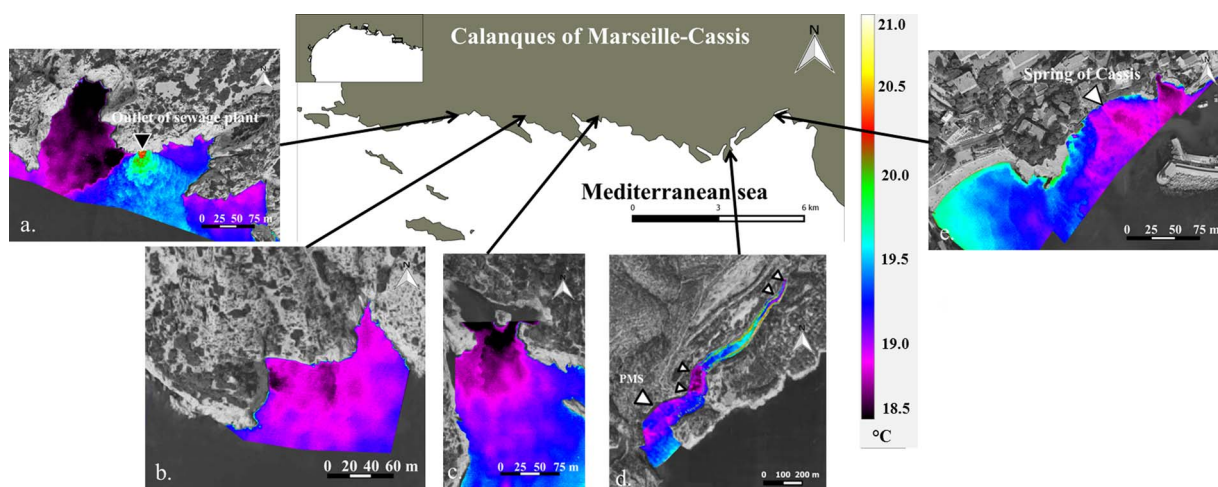 Calanques of Marseille-Cassis
N
Mediterranean sea
0 3 6 km
21.0
20.5
20.0
19.5
19.0
18.5
°C
Outlet of sewage plant
0 25 50 75 m
a.
N
0 20 40 60 m
b.
N
0 25 50 75 m
c
N
PMS
0 100 200 m
d.
Spring of Cassis
N
0 25 50 75 m